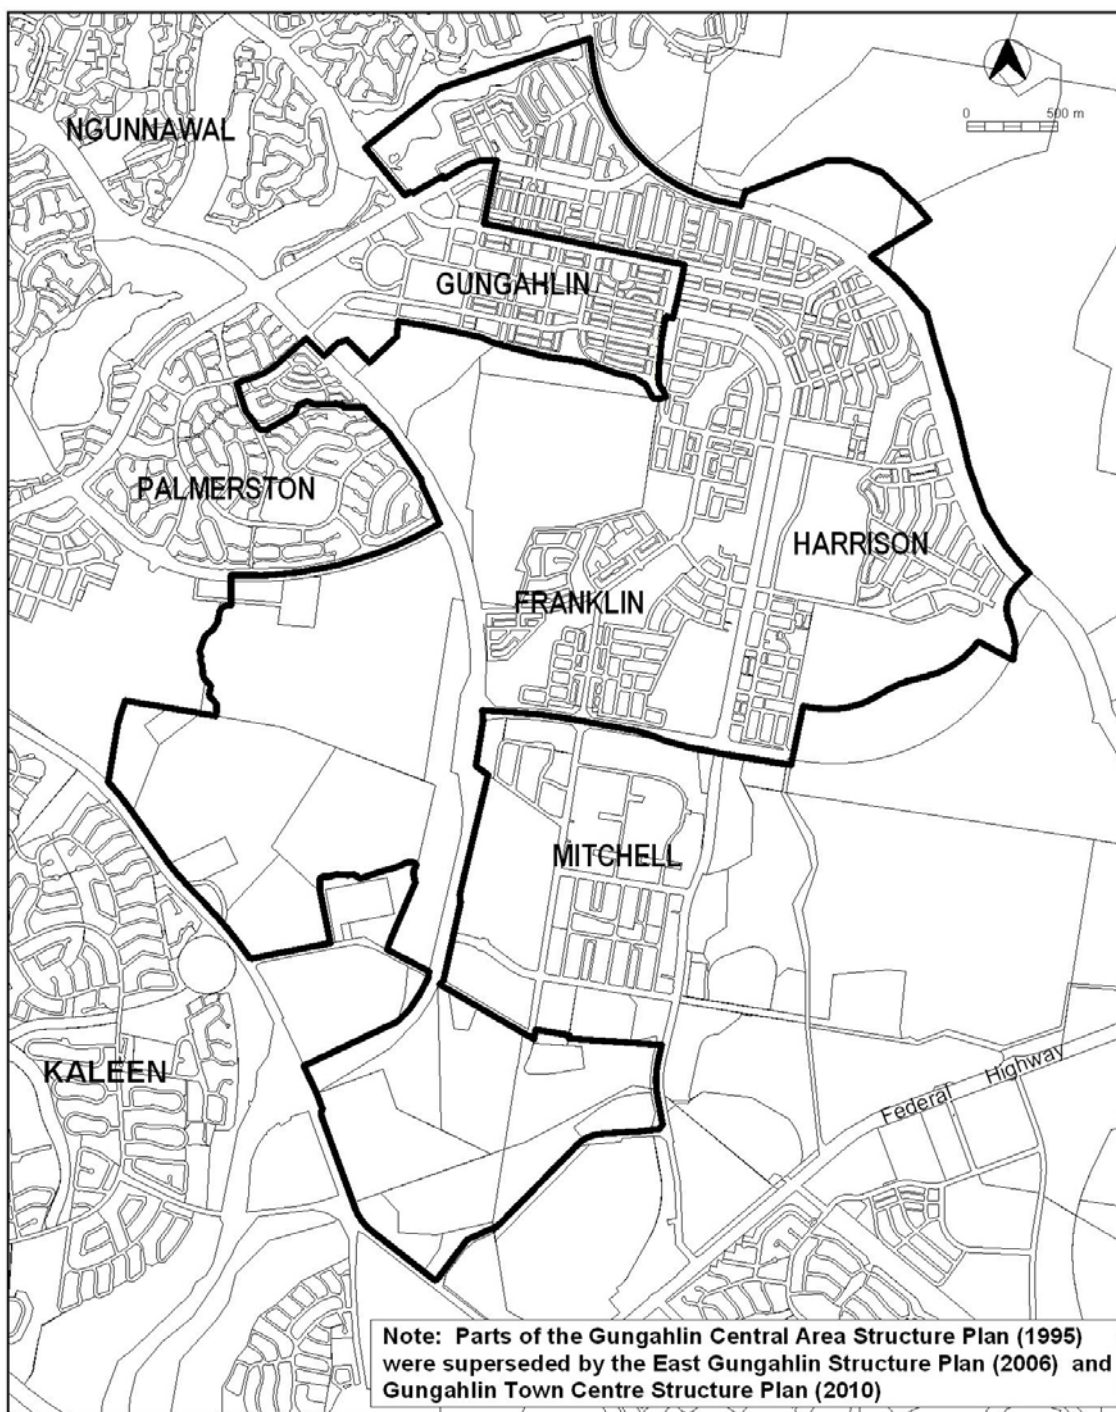 NGUNNAWAL
0 500 m
GUNGAHLIN
PALMERSTON
HARRISON
FRANKLIN
MITCHELL
KALEEN
Federal Highway
Note: Parts of the Gungahlin Central Area Structure Plan (1995)
were superseded by the East Gungahlin Structure Plan (2006) and
Gungahlin Town Centre Structure Plan (2010)